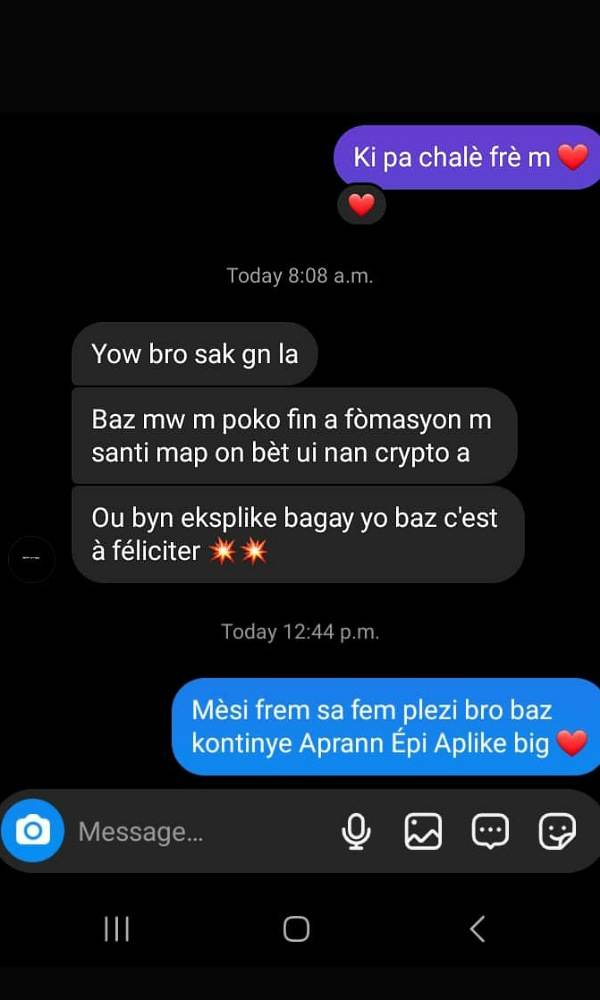 Ki pa chalè frè m ❤️
❤️
Today 8:08 a.m.
Yow bro sak gn la
Baz mw m poko fin a fòmasyon m
santi map on bèt ui nan crypto a
Ou byn eksplike bagay yo baz c'est
à féliciter 💥💥
Today 12:44 p.m.
Mèsi frem sa fem plezi bro baz
kontinye Aprann Épi Aplike big ❤️
Message...